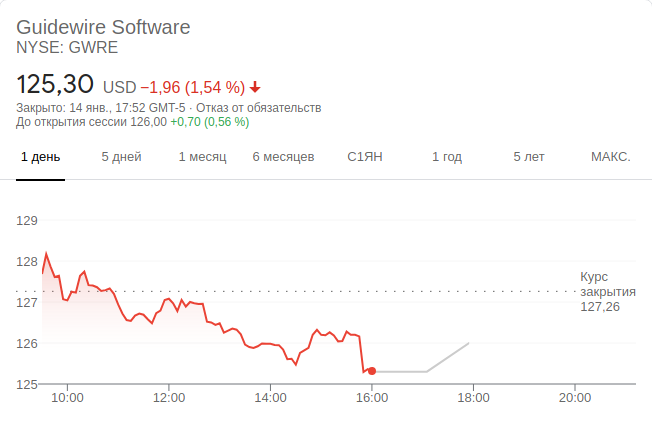 Guidewire Software
NYSE: GWRE
125,30 USD −1,96 (1,54 %)
Закрыто: 14 янв., 17:52 GMT-5 · Отказ от обязательств
До открытия сессии 126,00 +0,70 (0,56 %)
1 день 5 дней 1 месяц 6 месяцев С1ЯН 1 год 5 лет МАКС.
129
128
127
126
125
Курс
закрытия
127,26
10:00 12:00 14:00 16:00 18:00 20:00